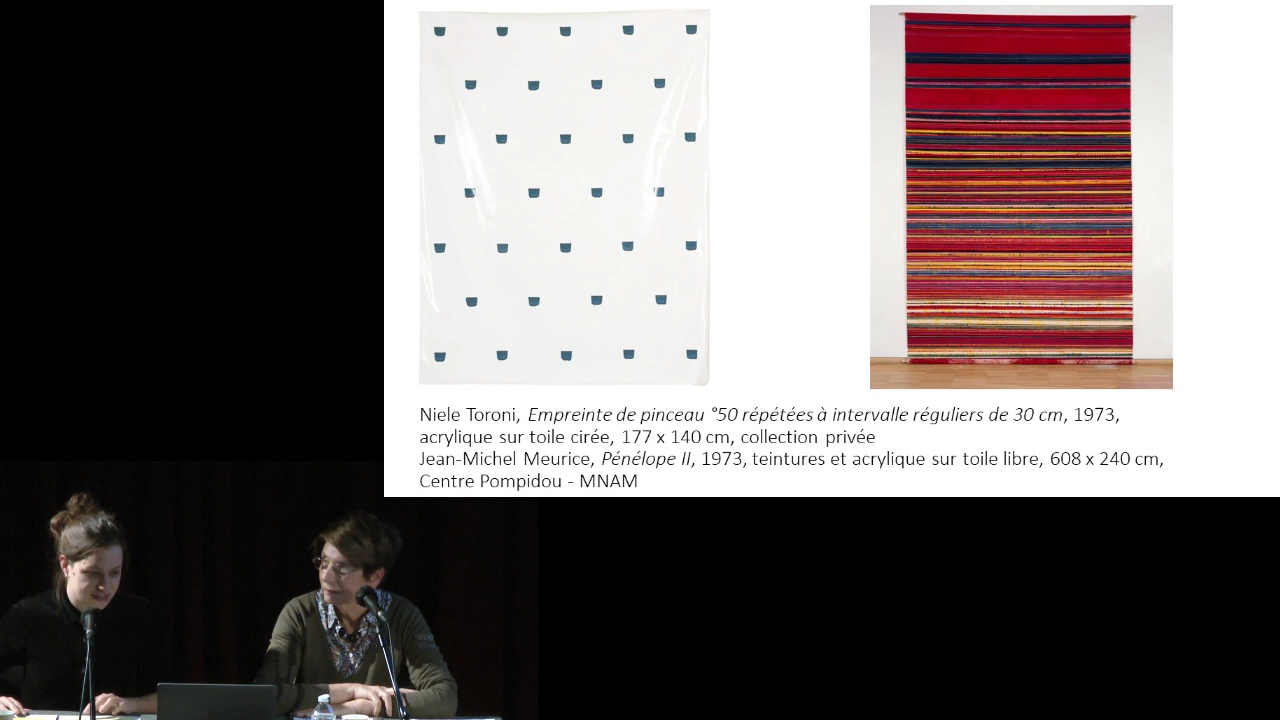 Niele Toroni, Empreinte de pinceau °50 répétées à intervalle réguliers de 30 cm, 1973,
acrylique sur toile cirée, 177 x 140 cm, collection privée
Jean-Michel Meurice, Pénélope II, 1973, teintures et acrylique sur toile libre, 608 x 240 cm,
Centre Pompidou - MNAM